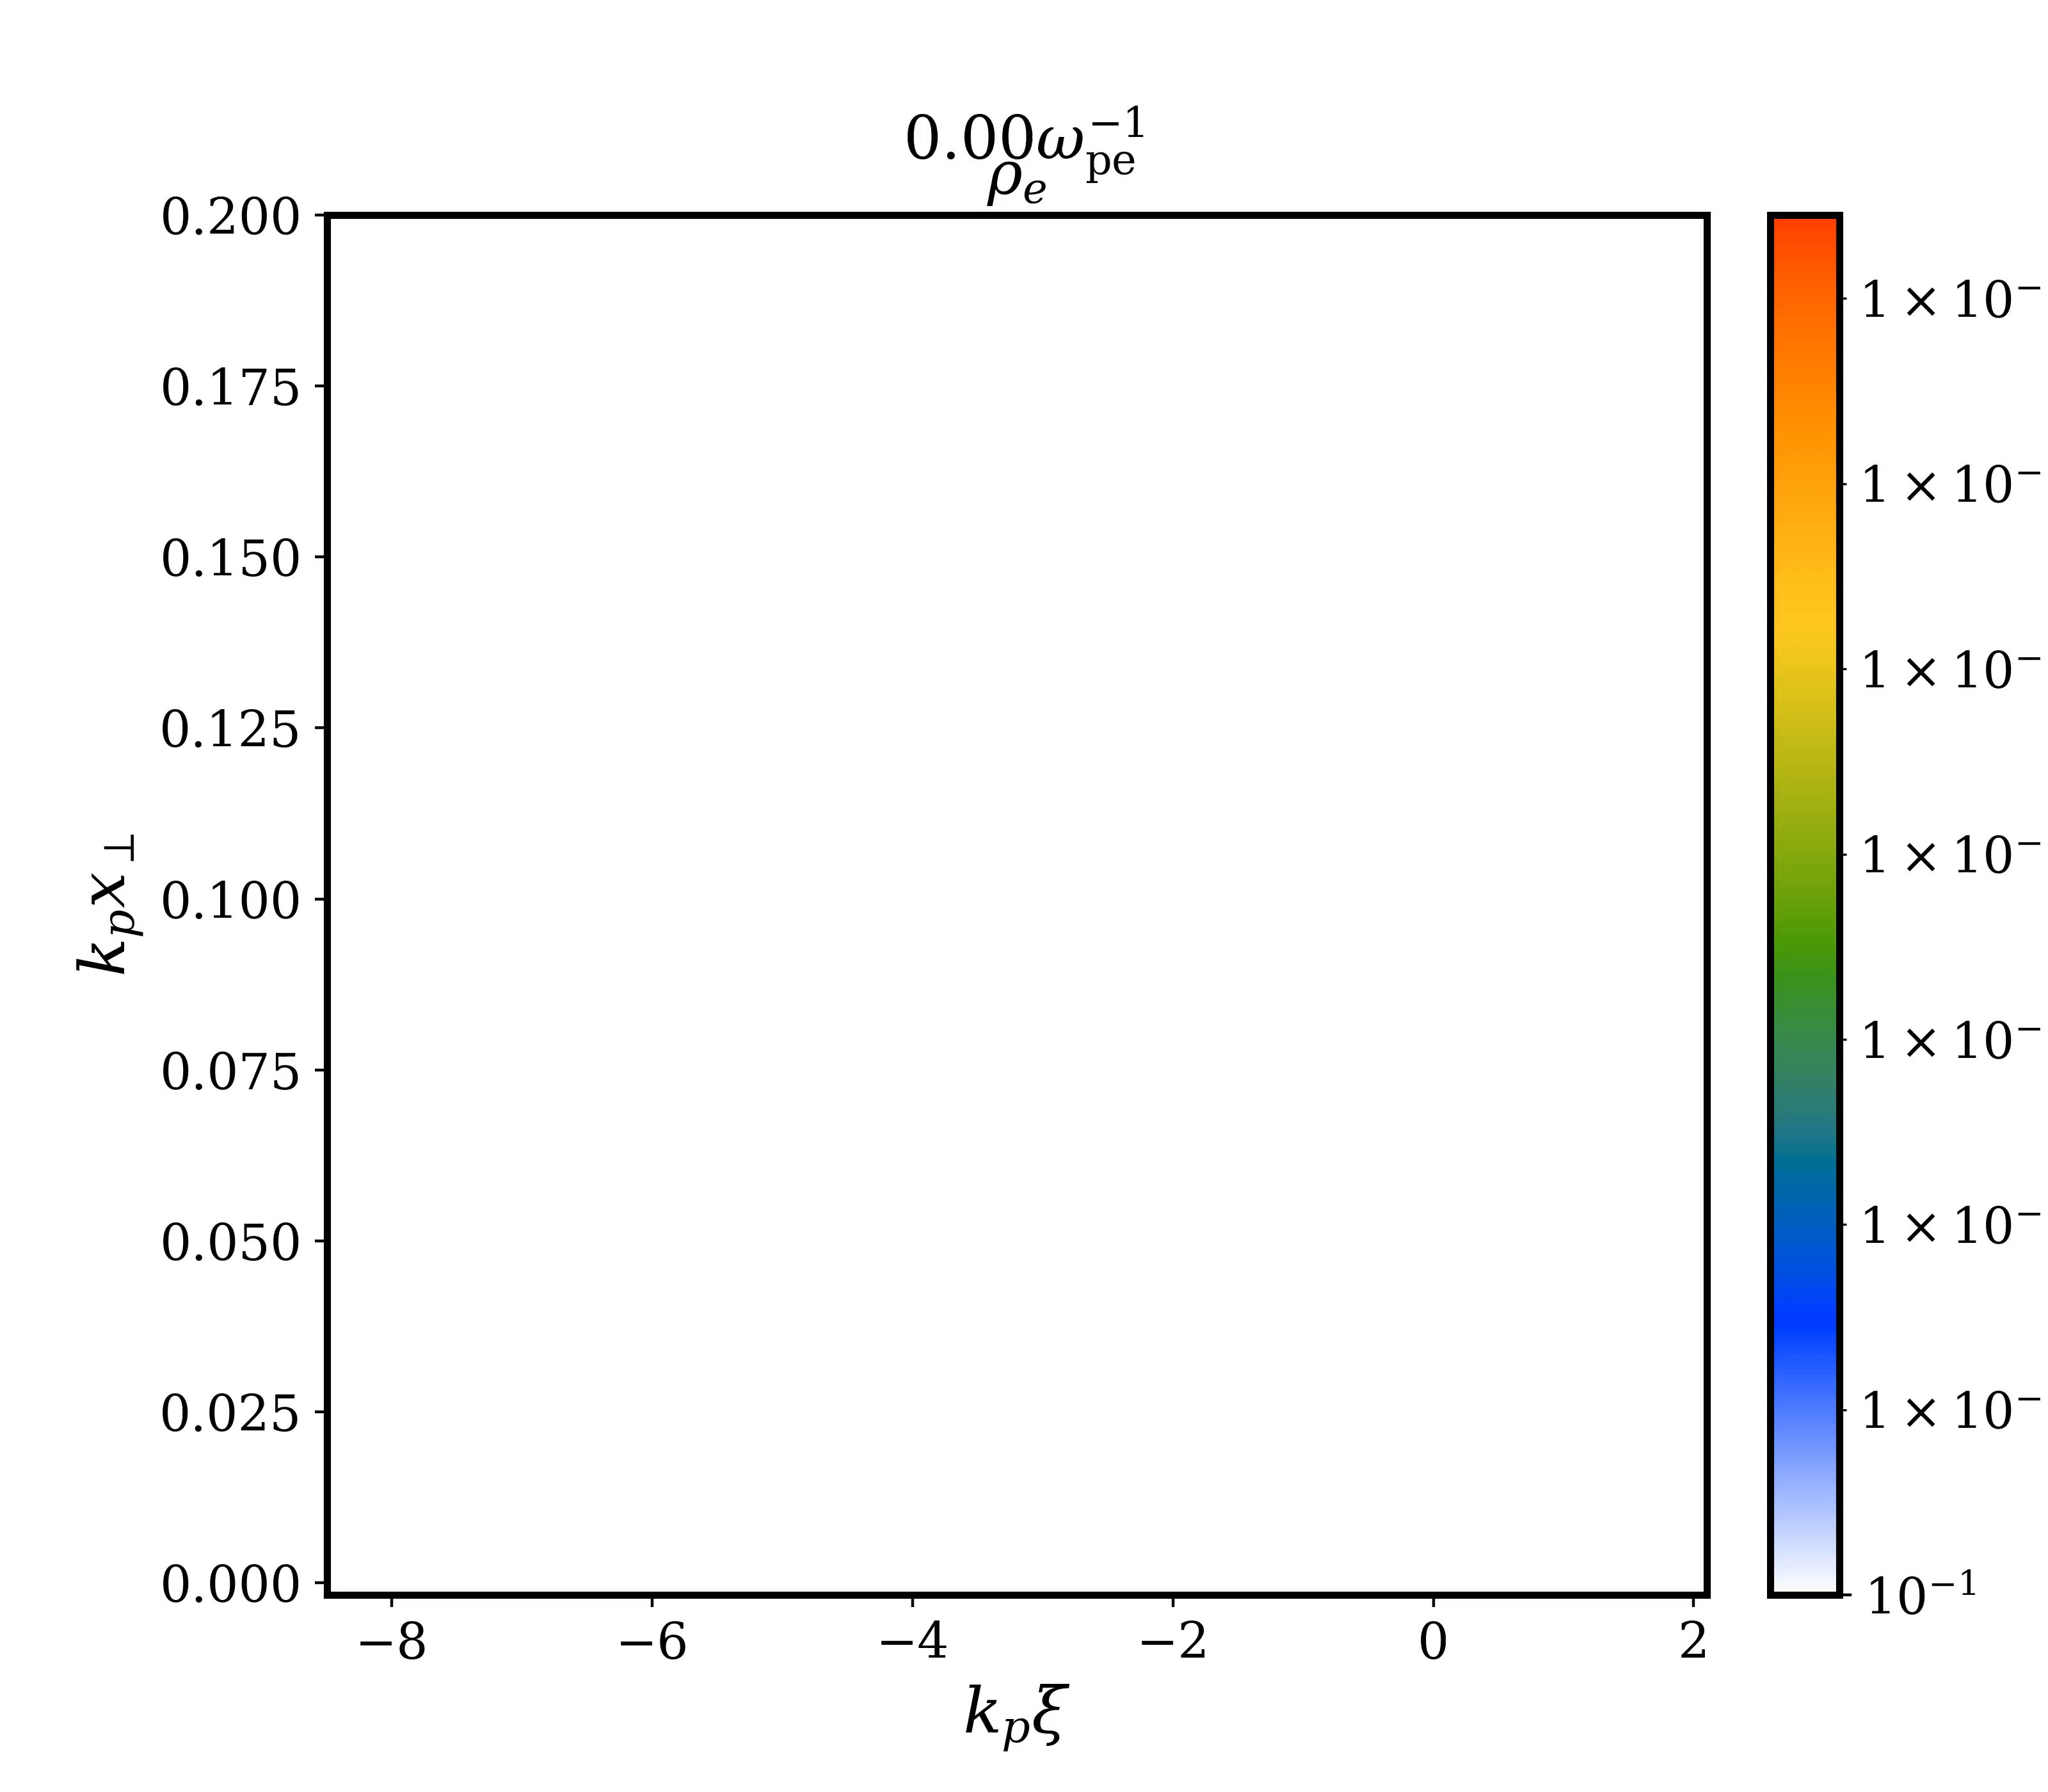 0.00ω_pe^−1
ρ_e
0.200
0.175
0.150
0.125
0.100
0.075
0.050
0.025
0.000
k_p x_⊥
−8 −6 −4 −2 0 2
k_p ξ
1 × 10^−
1 × 10^−
1 × 10^−
1 × 10^−
1 × 10^−
1 × 10^−
1 × 10^−
10^−1